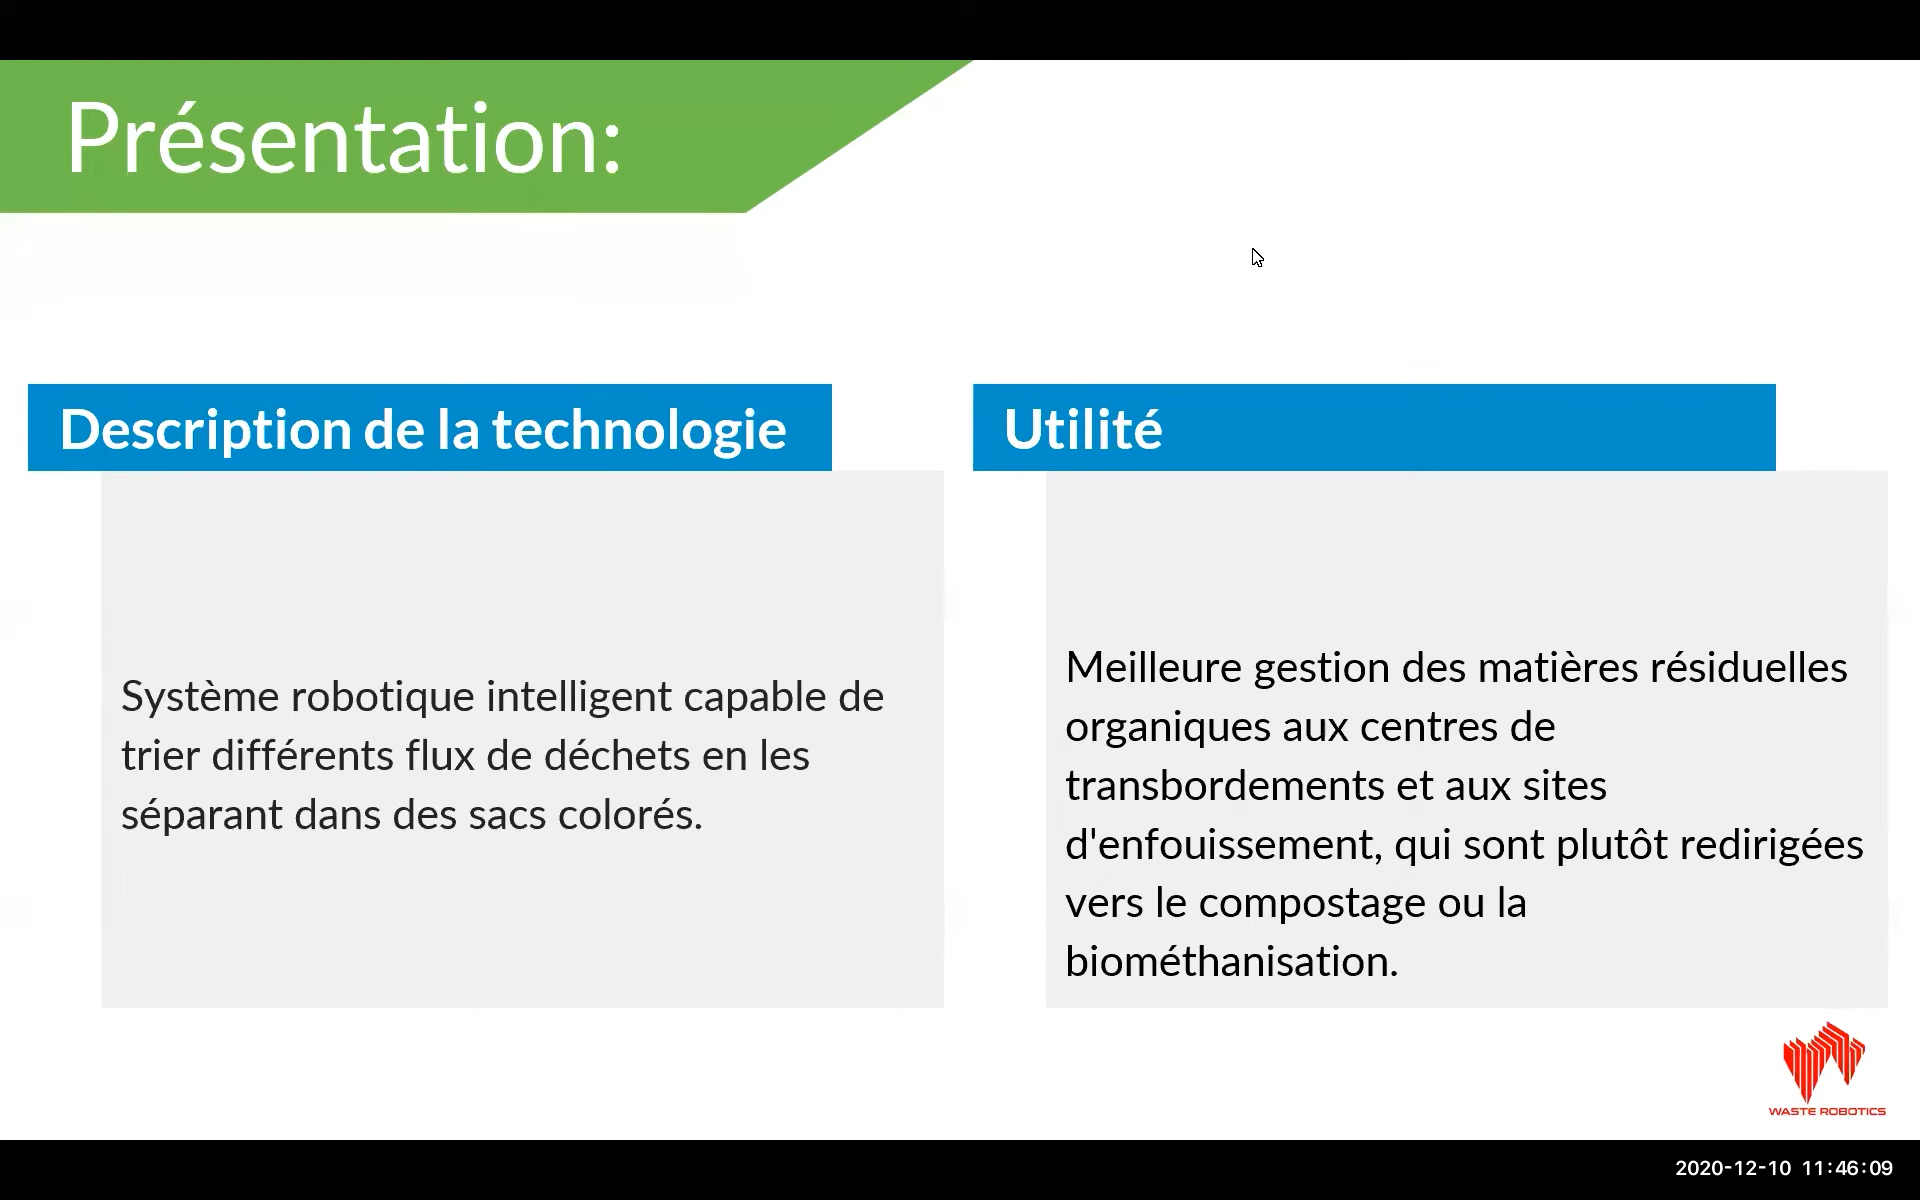 Présentation:
Description de la technologie
Système robotique intelligent capable de
trier différents flux de déchets en les
séparant dans des sacs colorés.
Utilité
Meilleure gestion des matières résiduelles
organiques aux centres de
transbordements et aux sites
d'enfouissement, qui sont plutôt redirigées
vers le compostage ou la
biométhanisation.
WASTE ROBOTICS
2020-12-10 11:46:09